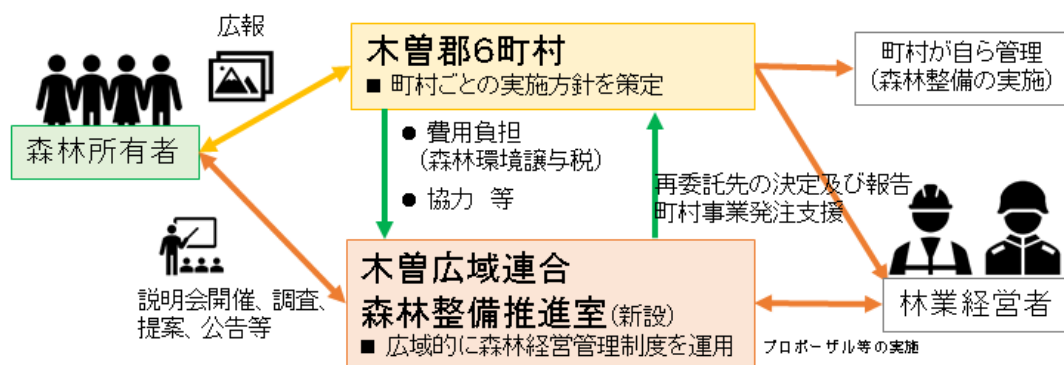 広報
森林所有者
木曽郡6町村
■ 町村ごとの実施方針を策定
町村が自ら管理
(森林整備の実施)
● 費用負担
(森林環境譲与税)
● 協力 等
再委託先の決定及び報告
町村事業発注支援
説明会開催、調査、
提案、公告等
木曽広域連合
森林整備推進室(新設)
■ 広域的に森林経営管理制度を運用
林業経営者
プロポーザル等の実施